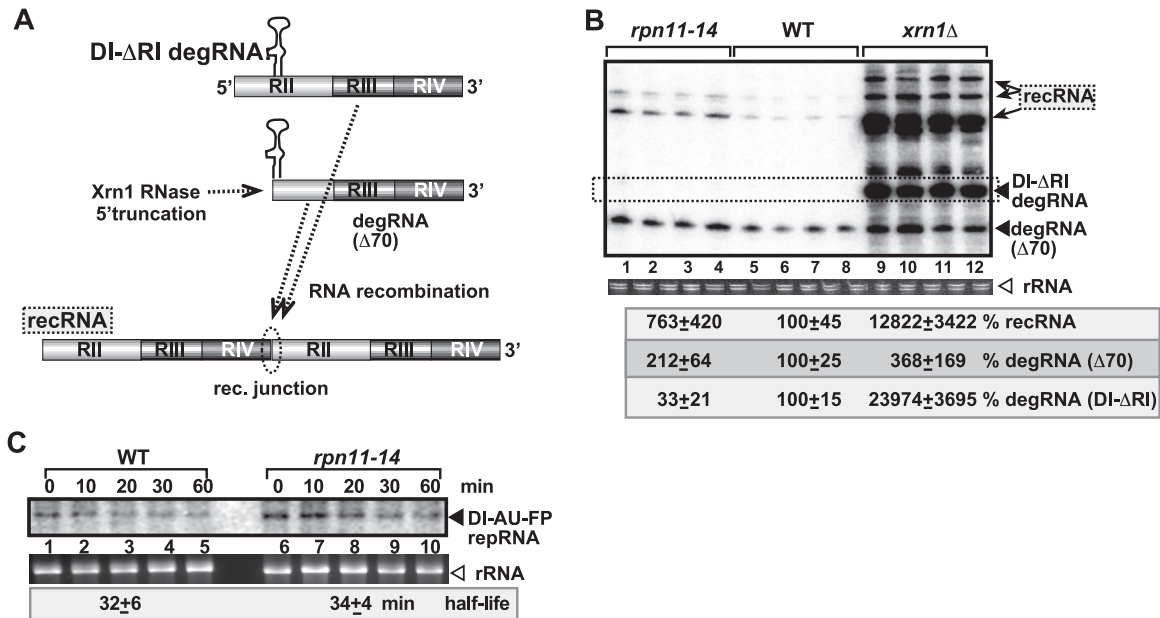 A
DI-ΔRI degRNA
5'
RII
RIII
RIV
3'
Xrn1 RNase
5'truncation
RIII
RIV
3'
degRNA
(Δ70)
RNA recombination
recRNA
RII
RIII
RIV
RII
RIII
RIV
3'
rec. junction
B
rpn11-14 WT xrn1Δ
recRNA
DI-ΔRI
degRNA
degRNA
(Δ70)
1 2 3 4 5 6 7 8 9 10 11 12
rRNA
763±420 100±45 12822±3422 % recRNA
212±64 100±25 368±169 % degRNA (Δ70)
33±21 100±15 23974±3695 % degRNA (DI-ΔRI)
C
WT rpn11-14
0 10 20 30 60 0 10 20 30 60 min
DI-AU-FP
repRNA
1 2 3 4 5 6 7 8 9 10
rRNA
32±6 34±4 min half-life